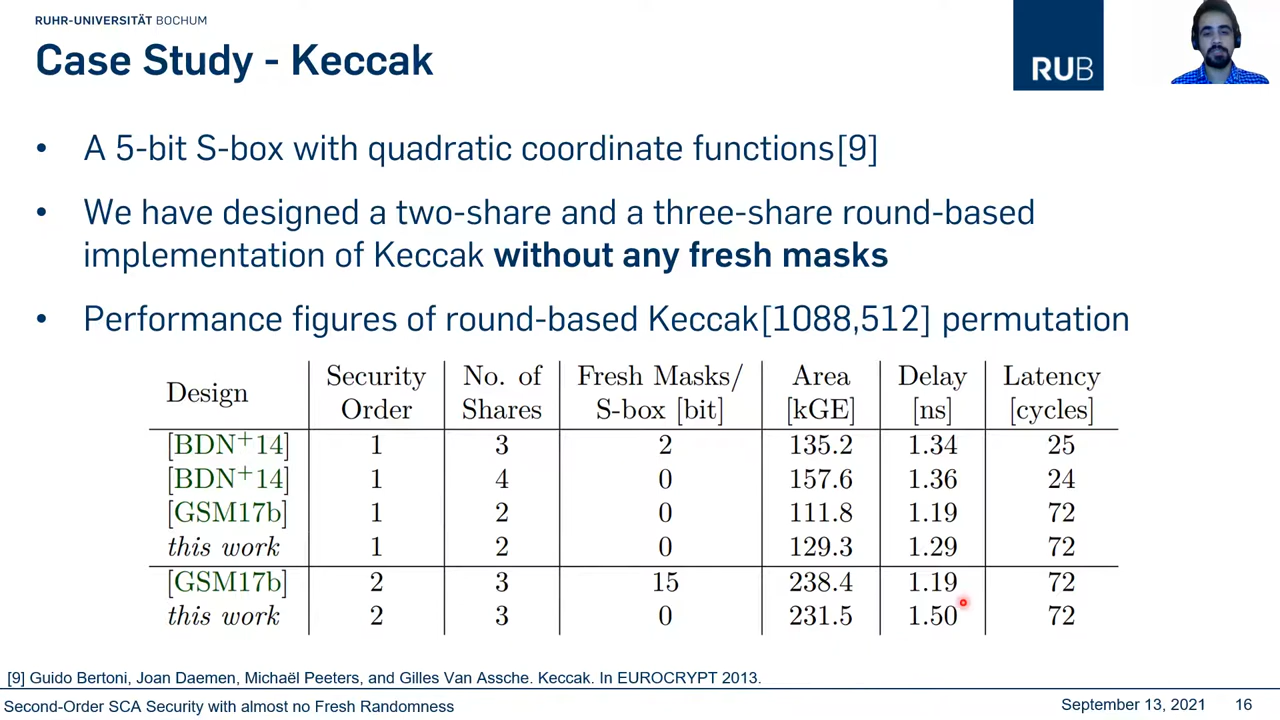 RUHR-UNIVERSITÄT BOCHUM
Case Study - Keccak
RUB
• A 5-bit S-box with quadratic coordinate functions[9]
• We have designed a two-share and a three-share round-based
implementation of Keccak without any fresh masks
• Performance figures of round-based Keccak[1088,512] permutation
Design Security Order No. of Shares Fresh Masks/ S-box [bit] Area [kGE] Delay [ns] Latency [cycles]
[BDN+14] 1 3 2 135.2 1.34 25
[BDN+14] 1 4 0 157.6 1.36 24
[GSM17b] 1 2 0 111.8 1.19 72
this work 1 2 0 129.3 1.29 72
[GSM17b] 2 3 15 238.4 1.19 72
this work 2 3 0 231.5 1.50 72
[9] Guido Bertoni, Joan Daemen, Michaël Peeters, and Gilles Van Assche. Keccak. In EUROCRYPT 2013.
Second-Order SCA Security with almost no Fresh Randomness
September 13, 2021 16